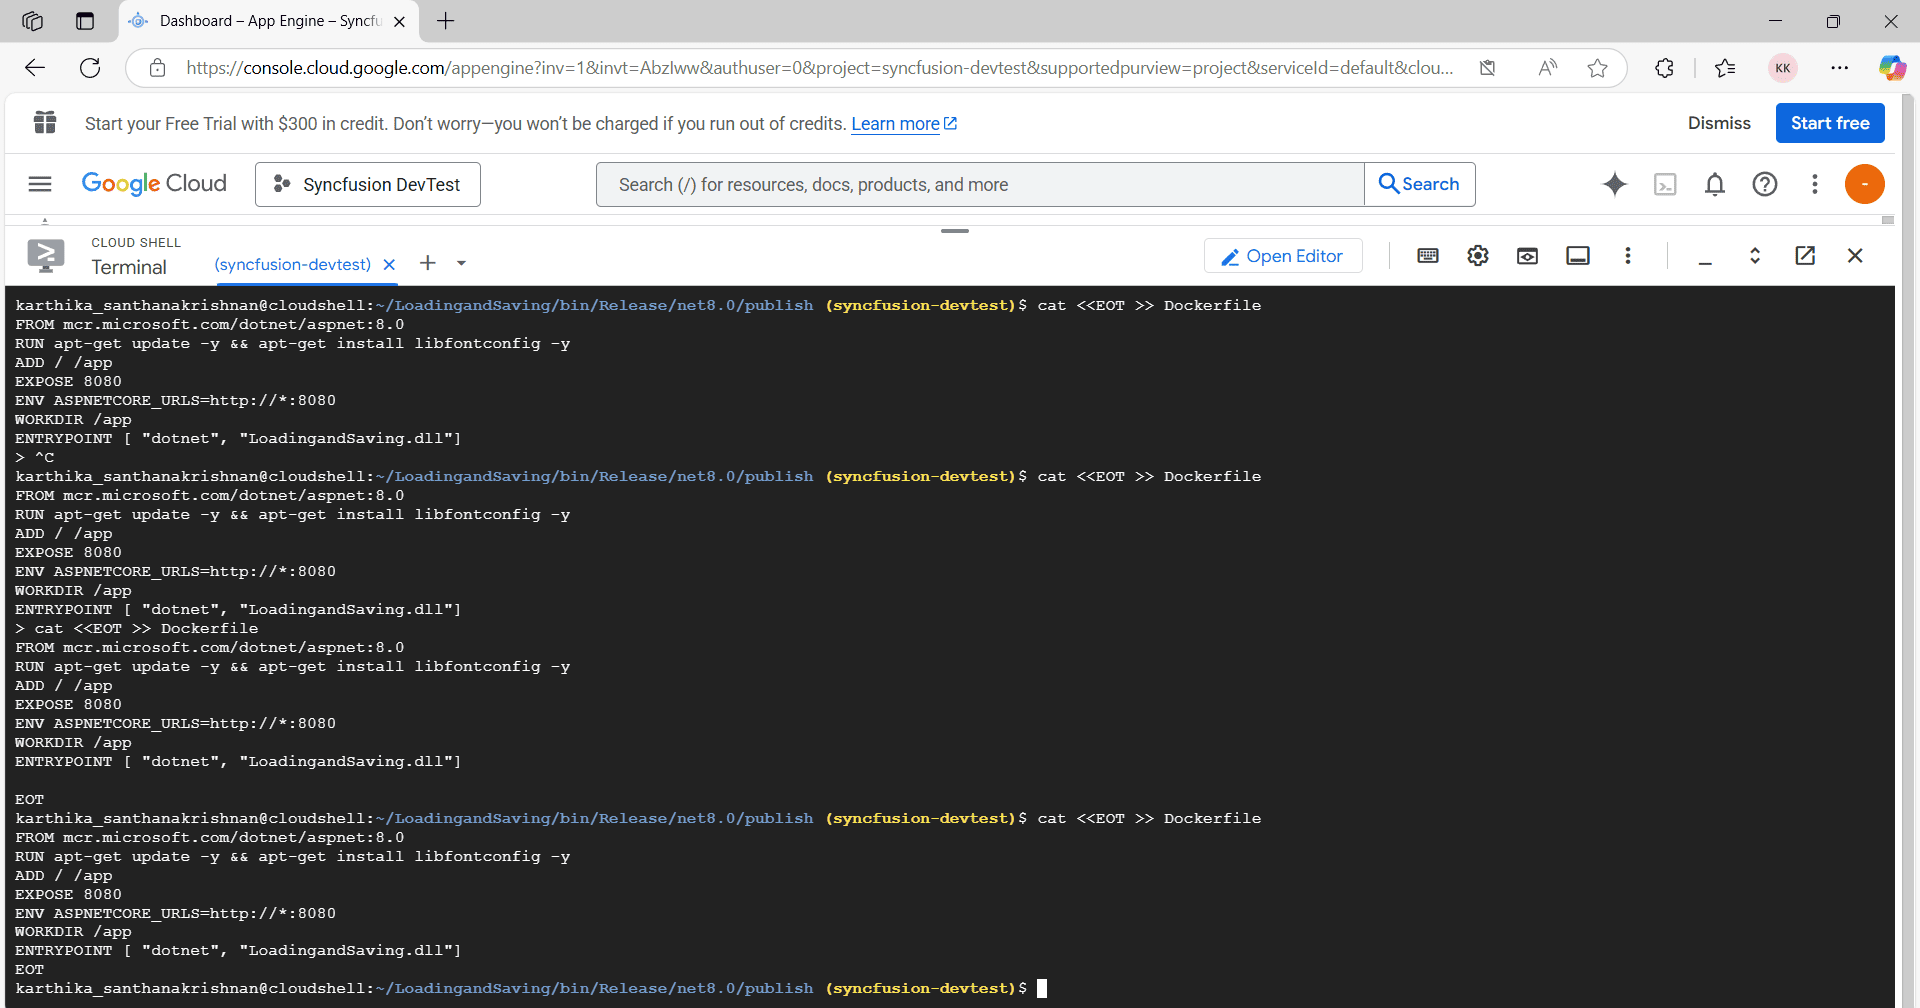 Dashboard – App Engine – Syncfu
https://console.cloud.google.com/appengine?inv=1&invt=AbzIww&authuser=0&project=syncfusion-devtest&supportedpurview=project&serviceId=default&clou...
KK
Start your Free Trial with $300 in credit. Don't worry—you won't be charged if you run out of credits. Learn more
Dismiss
Start free
Google Cloud
Syncfusion DevTest
Search (/) for resources, docs, products, and more
Search
-
CLOUD SHELL
Terminal
(syncfusion-devtest)
Open Editor
karthika_santhanakrishnan@cloudshell:~/LoadingandSaving/bin/Release/net8.0/publish (syncfusion-devtest)$ cat <<EOT >> Dockerfile
FROM mcr.microsoft.com/dotnet/aspnet:8.0
RUN apt-get update -y && apt-get install libfontconfig -y
ADD / /app
EXPOSE 8080
ENV ASPNETCORE_URLS=http://*:8080
WORKDIR /app
ENTRYPOINT [ "dotnet", "LoadingandSaving.dll"]
> ^C
karthika_santhanakrishnan@cloudshell:~/LoadingandSaving/bin/Release/net8.0/publish (syncfusion-devtest)$ cat <<EOT >> Dockerfile
FROM mcr.microsoft.com/dotnet/aspnet:8.0
RUN apt-get update -y && apt-get install libfontconfig -y
ADD / /app
EXPOSE 8080
ENV ASPNETCORE_URLS=http://*:8080
WORKDIR /app
ENTRYPOINT [ "dotnet", "LoadingandSaving.dll"]
> cat <<EOT >> Dockerfile
FROM mcr.microsoft.com/dotnet/aspnet:8.0
RUN apt-get update -y && apt-get install libfontconfig -y
ADD / /app
EXPOSE 8080
ENV ASPNETCORE_URLS=http://*:8080
WORKDIR /app
ENTRYPOINT [ "dotnet", "LoadingandSaving.dll"]
EOT
karthika_santhanakrishnan@cloudshell:~/LoadingandSaving/bin/Release/net8.0/publish (syncfusion-devtest)$ cat <<EOT >> Dockerfile
FROM mcr.microsoft.com/dotnet/aspnet:8.0
RUN apt-get update -y && apt-get install libfontconfig -y
ADD / /app
EXPOSE 8080
ENV ASPNETCORE_URLS=http://*:8080
WORKDIR /app
ENTRYPOINT [ "dotnet", "LoadingandSaving.dll"]
EOT
karthika_santhanakrishnan@cloudshell:~/LoadingandSaving/bin/Release/net8.0/publish (syncfusion-devtest)$